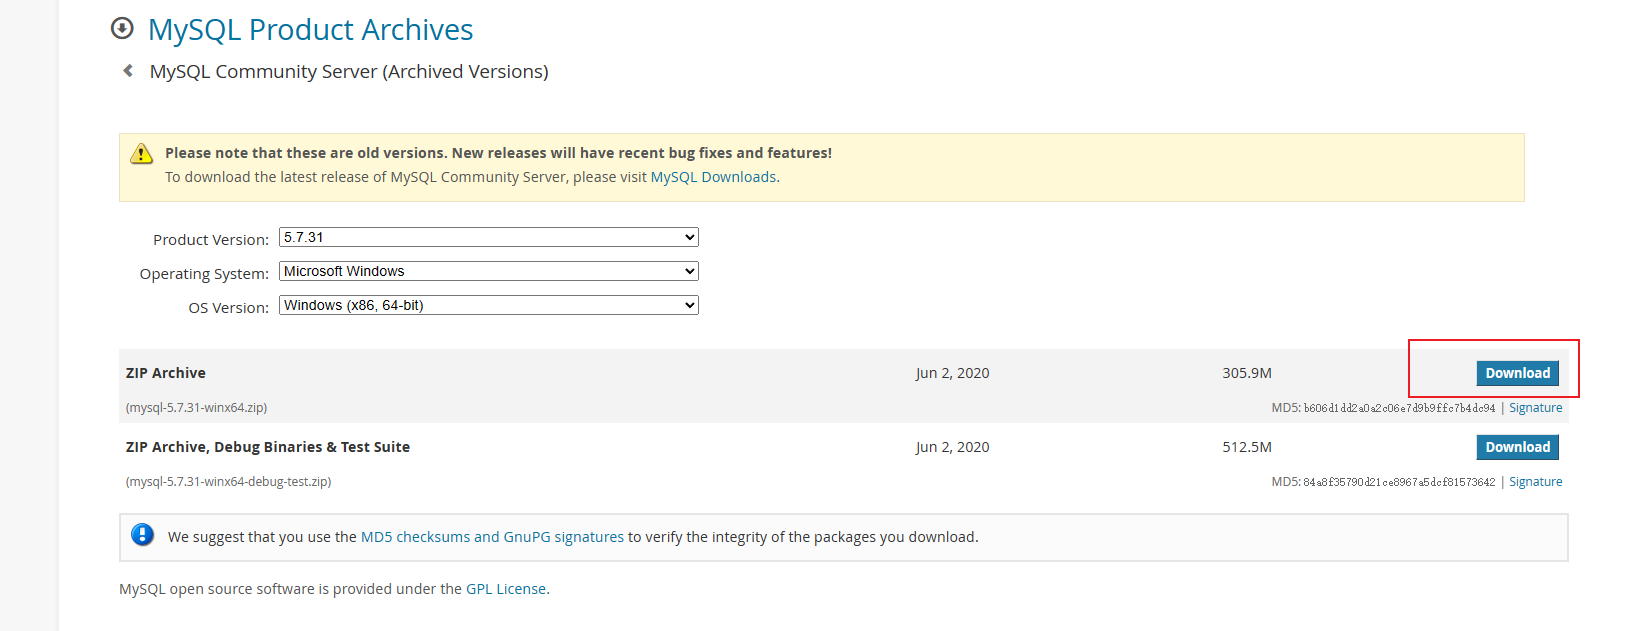 MySQL Product Archives
MySQL Community Server (Archived Versions)
Please note that these are old versions. New releases will have recent bug fixes and features!
To download the latest release of MySQL Community Server, please visit MySQL Downloads.
Product Version: 5.7.31
Operating System: Microsoft Windows
OS Version: Windows (x86, 64-bit)
ZIP Archive Jun 2, 2020 305.9M Download
(mysql-5.7.31-winx64.zip) MD5: b606d1dd2a0a2c06e7d9b9ffc7b4dc94 | Signature
ZIP Archive, Debug Binaries & Test Suite Jun 2, 2020 512.5M Download
(mysql-5.7.31-winx64-debug-test.zip) MD5: 84a8f35790d21ce8967a5dcf81573642 | Signature
We suggest that you use the MD5 checksums and GnuPG signatures to verify the integrity of the packages you download.
MySQL open source software is provided under the GPL License.